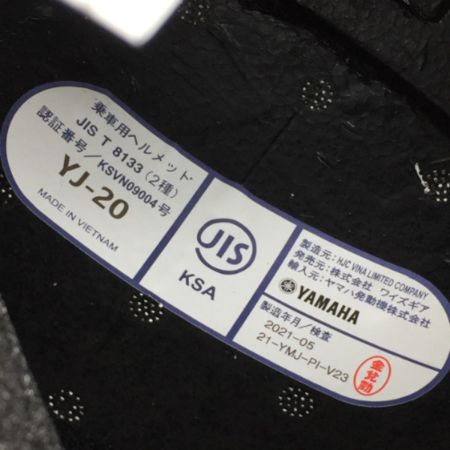 乗車用ヘルメット
JIS T 8133(2種)
認証番号/KSVN09004号
YJ-20
MADE IN VIETNAM
JIS
KSA
製造元:HJC VINA LIMITED COMPANY
発売元:株式会社 ワイズギア
輸入元:ヤマハ発動機株式会社
YAMAHA
製造年月/検査
2021-05
21-YMJ-PI-V23